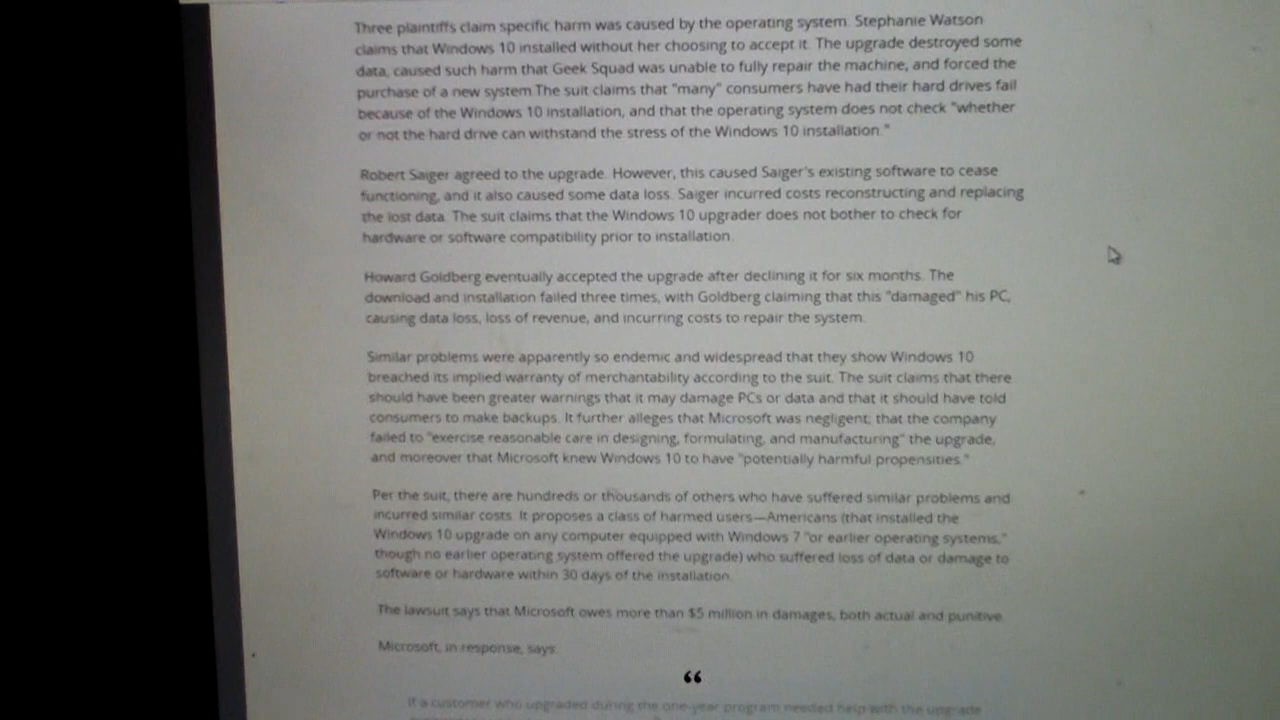 Three plaintiffs claim specific harm was caused by the operating system. Stephanie Watson
claims that Windows 10 installed without her choosing to accept it. The upgrade destroyed some
data, caused such harm that Geek Squad was unable to fully repair the machine, and forced the
purchase of a new system.The suit claims that "many" consumers have had their hard drives fail
because of the Windows 10 installation, and that the operating system does not check "whether
or not the hard drive can withstand the stress of the Windows 10 installation."
Robert Saiger agreed to the upgrade. However, this caused Saiger's existing software to cease
functioning, and it also caused some data loss. Saiger incurred costs reconstructing and replacing
the lost data. The suit claims that the Windows 10 upgrader does not bother to check for
hardware or software compatibility prior to installation.
Howard Goldberg eventually accepted the upgrade after declining it for six months. The
download and installation failed three times, with Goldberg claiming that this "damaged" his PC,
causing data loss, loss of revenue, and incurring costs to repair the system.
Similar problems were apparently so endemic and widespread that they show Windows 10
breached its implied warranty of merchantability according to the suit. The suit claims that there
should have been greater warnings that it may damage PCs or data and that it should have told
consumers to make backups. It further alleges that Microsoft was negligent; that the company
failed to "exercise reasonable care in designing, formulating, and manufacturing" the upgrade,
and moreover that Microsoft knew Windows 10 to have "potentially harmful propensities."
Per the suit, there are hundreds or thousands of others who have suffered similar problems and
incurred similar costs. It proposes a class of harmed users—Americans (that installed the
Windows 10 upgrade on any computer equipped with Windows 7 "or earlier operating systems,"
though no earlier operating system offered the upgrade) who suffered loss of data or damage to
software or hardware within 30 days of the installation.
The lawsuit says that Microsoft owes more than $5 million in damages, both actual and punitive.
Microsoft, in response, says:
“
If a customer who upgraded during the one-year program needed help with the upgrade